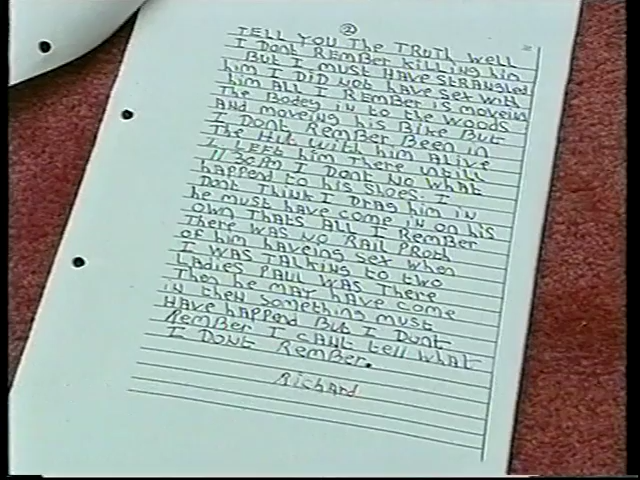 ②
TELL YOU THE TRUTH WELL
I DONT REMBER KILLING him
BUT I MUST HAVE STRANGLED
him I DID NOT HAVE SEX WITH
him ALL I REMBER IS MOVEING
THE BODEY IN TO THE WOODS
AND moveing his BIKE BUT
I DONT REMBER BEEN IN
THE HUT WITH him ALIVE
I LEFT him THERE INTILL
11 30 AM I DONT NO WHAT
happEND to his SHOES. I
DONT THINK I DRAG him in
he must have come in on his
OWN THATS ALL I REMBER
THERE WAS NO RAIL PROTH
of him haveing sex when
I WAS TALKING TO TWO
LADIES PAUL WAS THERE
Then he may have come
in then something must
HAVE happEND BUT I DONT
REMBER I CANT tell what
I DONT REMBER.
Richard